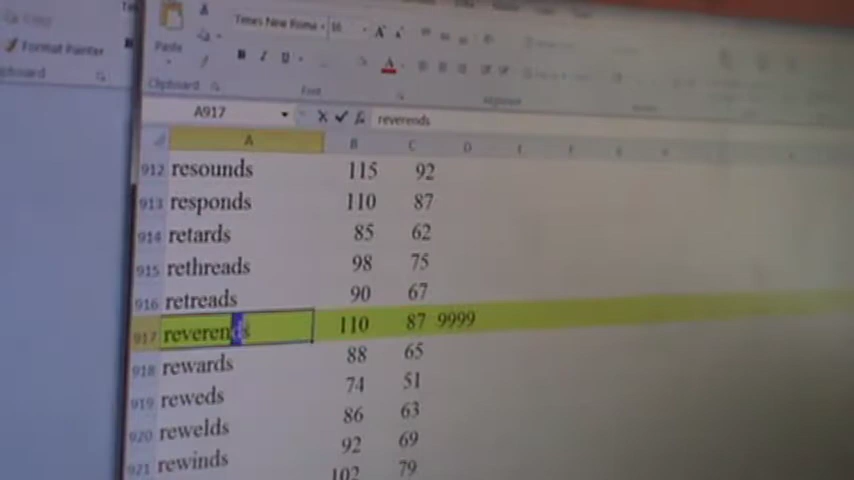 Format Painter
Times New Roma 16
Paste
Clipboard
Font
A917 reverends
A B C D
912 resounds 115 92
913 responds 110 87
914 retards 85 62
915 rethreads 98 75
916 retreads 90 67
917 reverends 110 87 9999
918 rewards 88 65
919 reweds 74 51
920 rewelds 86 63
921 rewinds 92 69
102 79